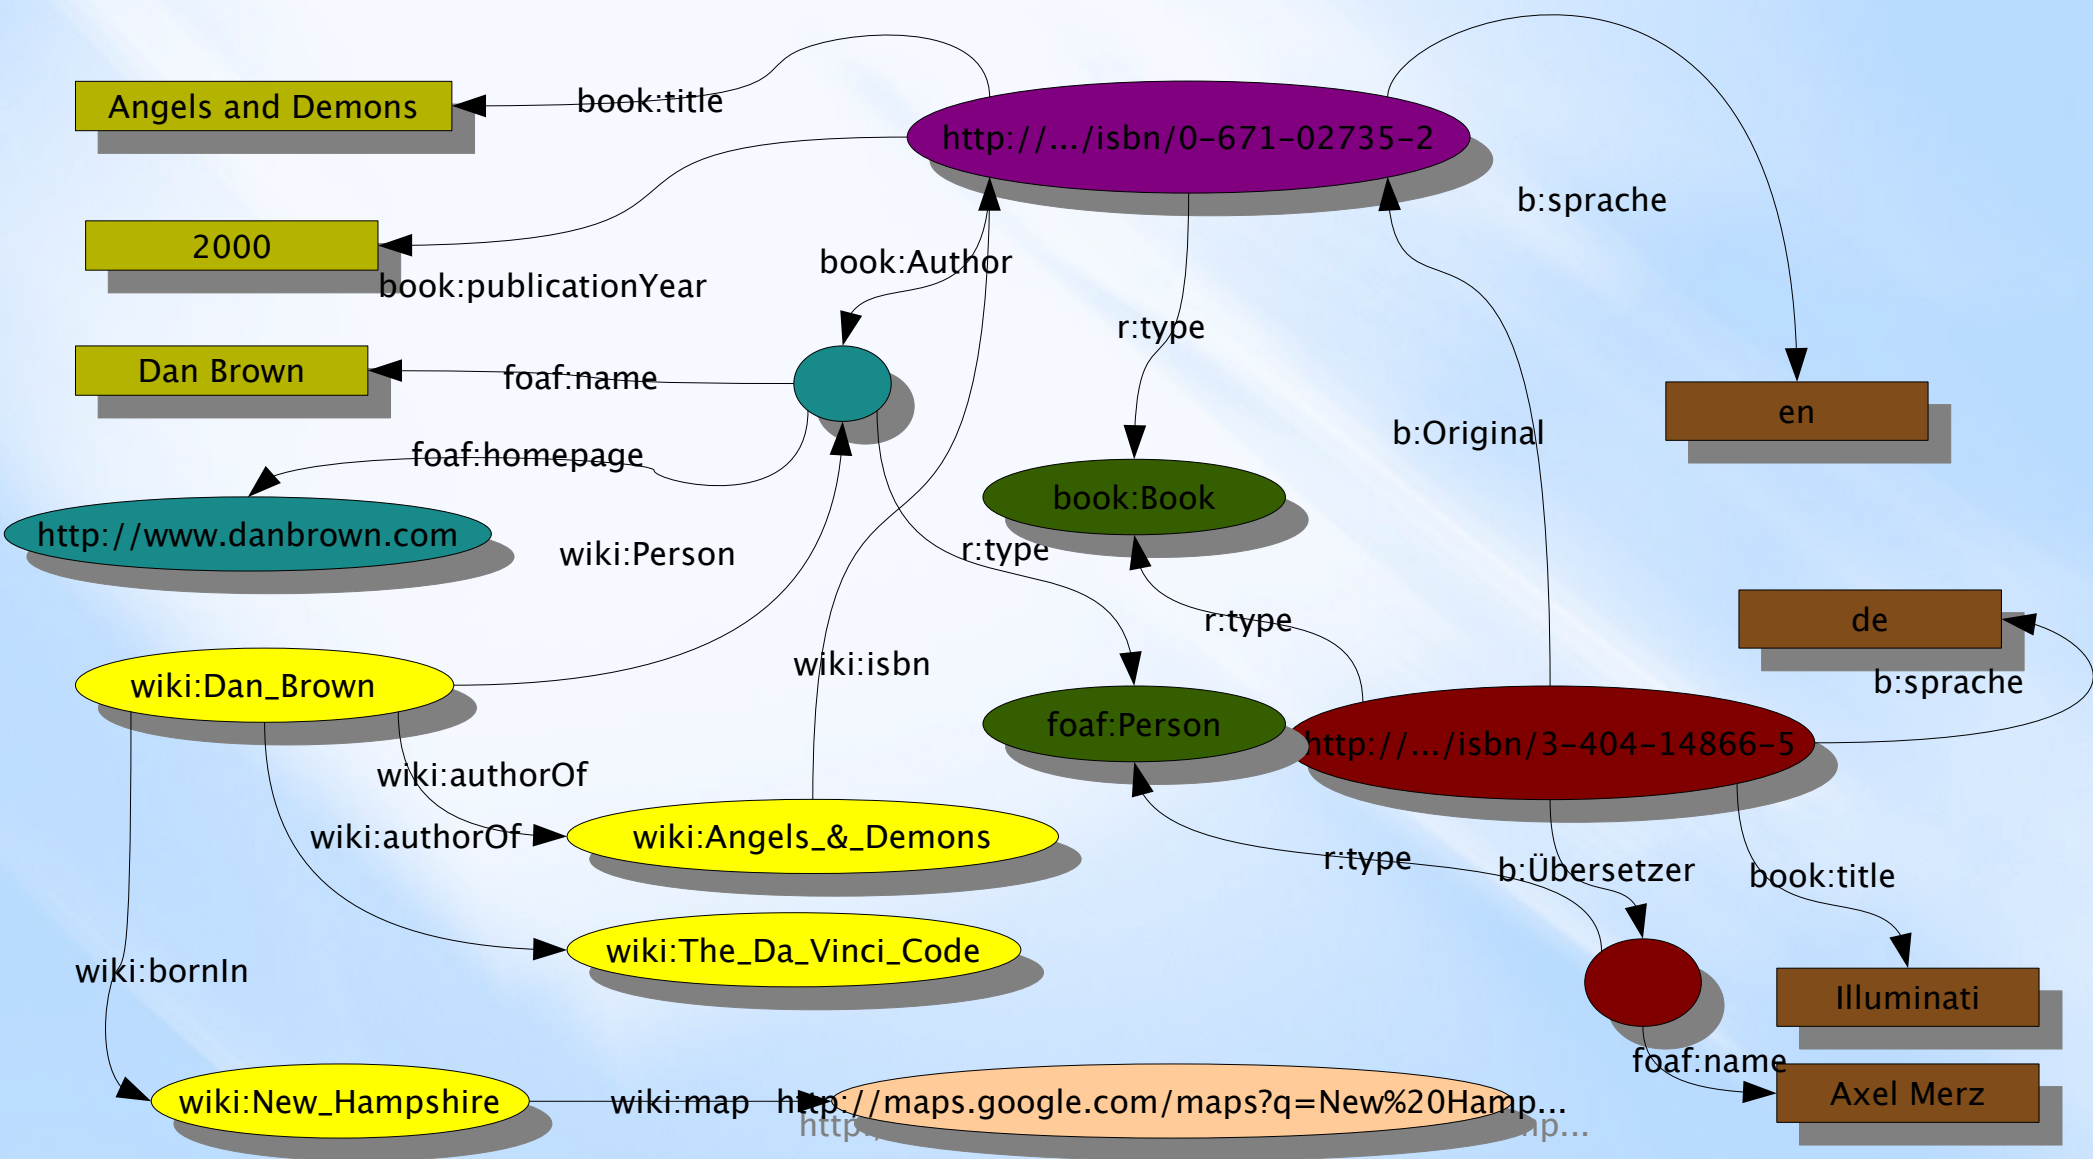 Angels and Demons
book:title
http://.../isbn/0-671-02735-2
b:sprache
2000
book:publicationYear
book:Author
r:type
Dan Brown
foaf:name
en
b:Original
foaf:homepage
book:Book
http://www.danbrown.com
wiki:Person
r:type
r:type
de
b:sprache
wiki:Dan_Brown
wiki:isbn
foaf:Person
http://.../isbn/3-404-14866-5
wiki:authorOf
wiki:authorOf
wiki:Angels_&_Demons
r:type
b:Übersetzer
book:title
wiki:The_Da_Vinci_Code
wiki:bornIn
Illuminati
foaf:name
Axel Merz
wiki:New_Hampshire
wiki:map
http://maps.google.com/maps?q=New%20Hamp...